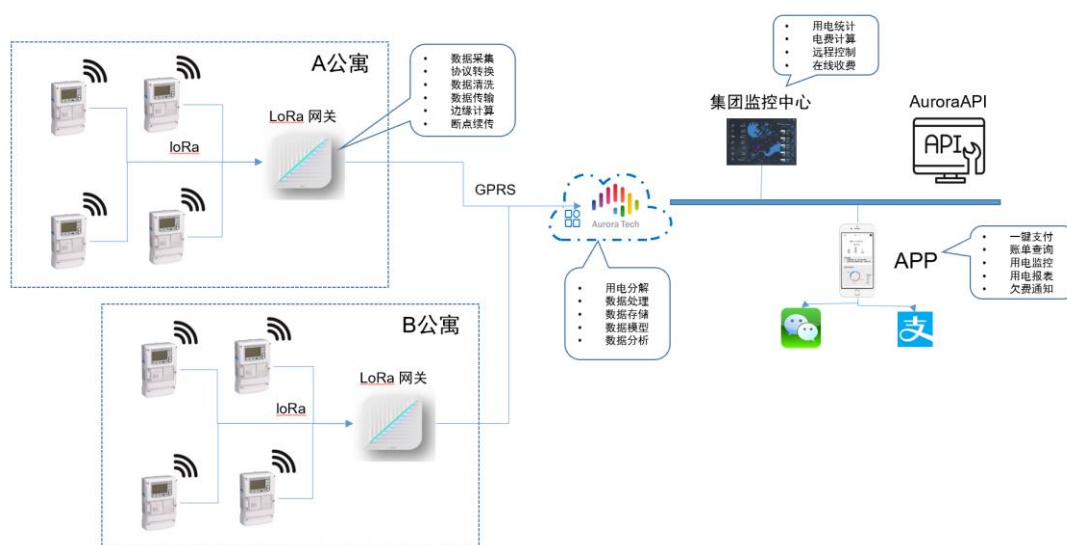 A公寓
loRa
LoRa 网关
数据采集
协议转换
数据清洗
数据传输
边缘计算
断点续传
GPRS
Aurora Tech
用电分解
数据处理
数据存储
数据模型
数据分析
用电统计
电费计算
远程控制
在线收费
集团监控中心
AuroraAPI
API
APP
一键支付
账单查询
用电监控
用电报表
欠费通知
支
B公寓
loRa
LoRa 网关